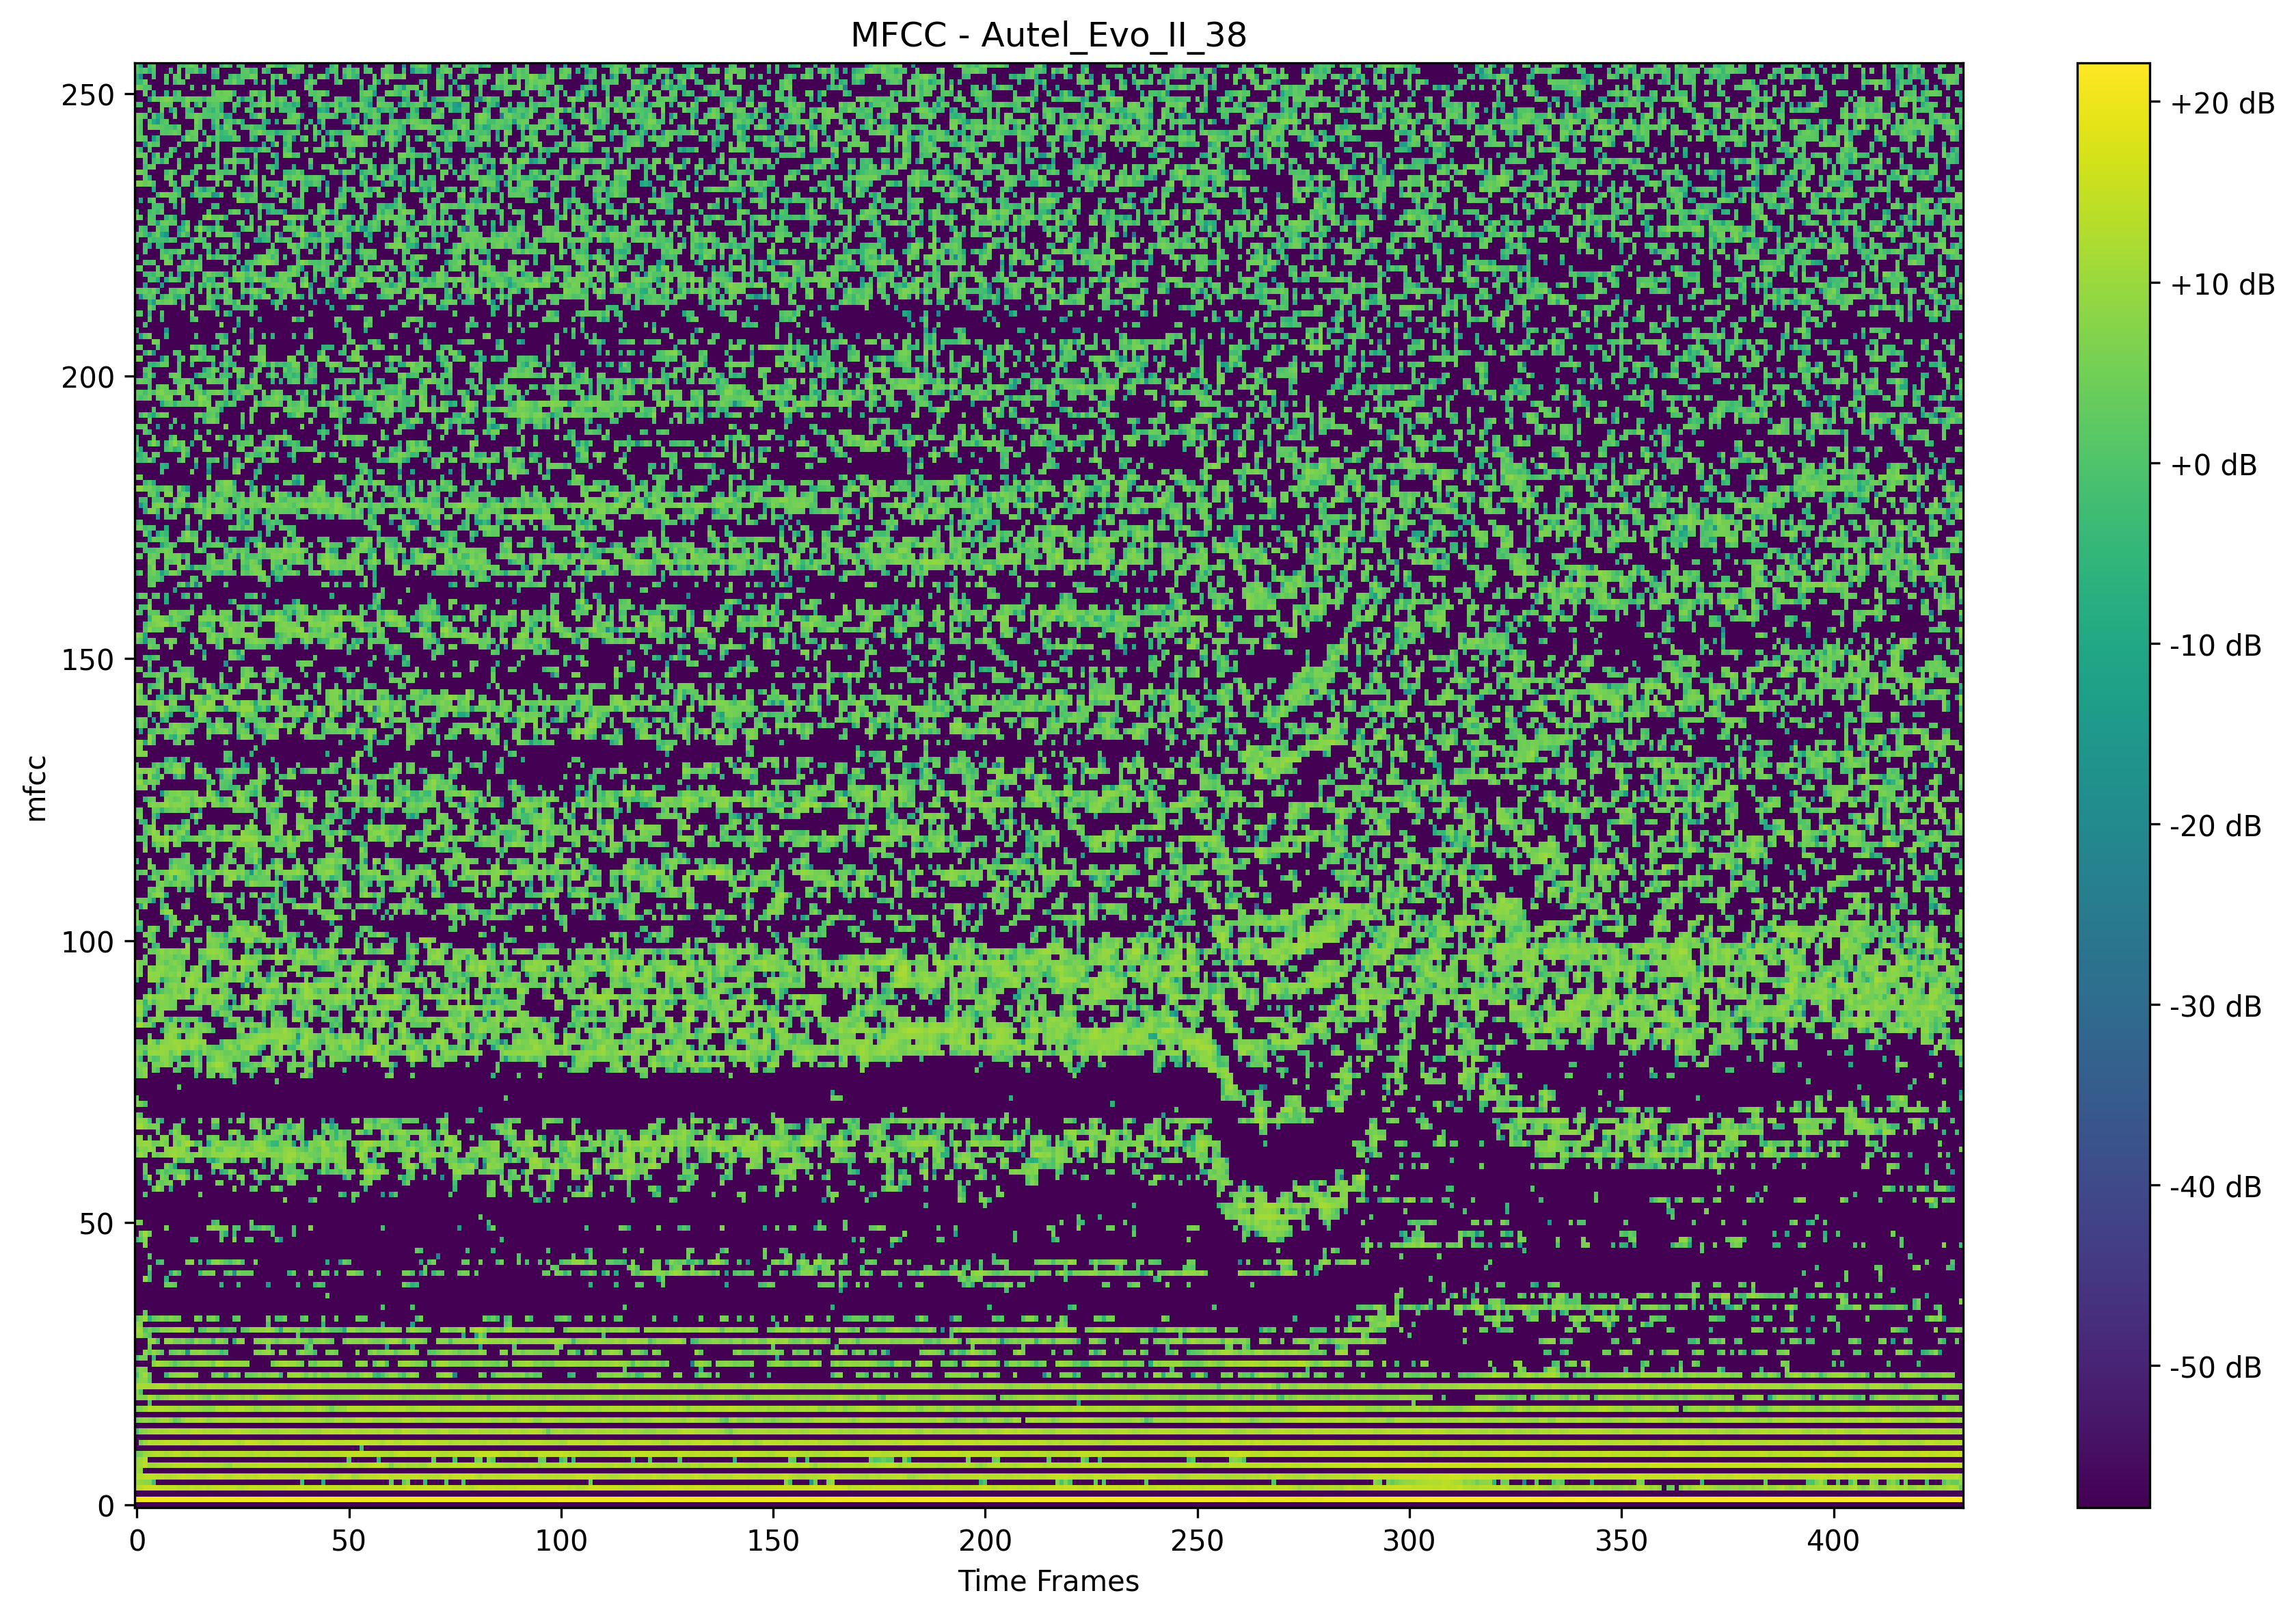 MFCC - Autel_Evo_II_38
mfcc
250
200
150
100
50
0
0 50 100 150 200 250 300 350 400
Time Frames
+20 dB
+10 dB
+0 dB
-10 dB
-20 dB
-30 dB
-40 dB
-50 dB